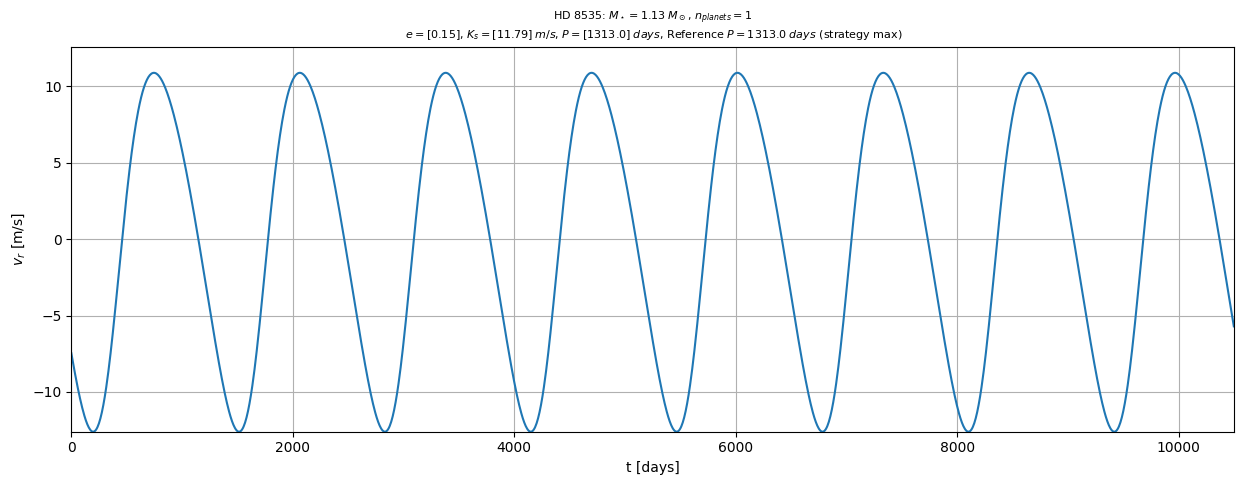 HD 8535: $M_\star = 1.13\ M_\odot$, $n_{planets} = 1$
$e = [0.15]$, $K_s = [11.79]\ m/s$, $P = [1313.0]\ days$, Reference $P = 1313.0\ days$ (strategy max)
10
5
0
−5
−10
$v_r$ [m/s]
0 2000 4000 6000 8000 10000
t [days]